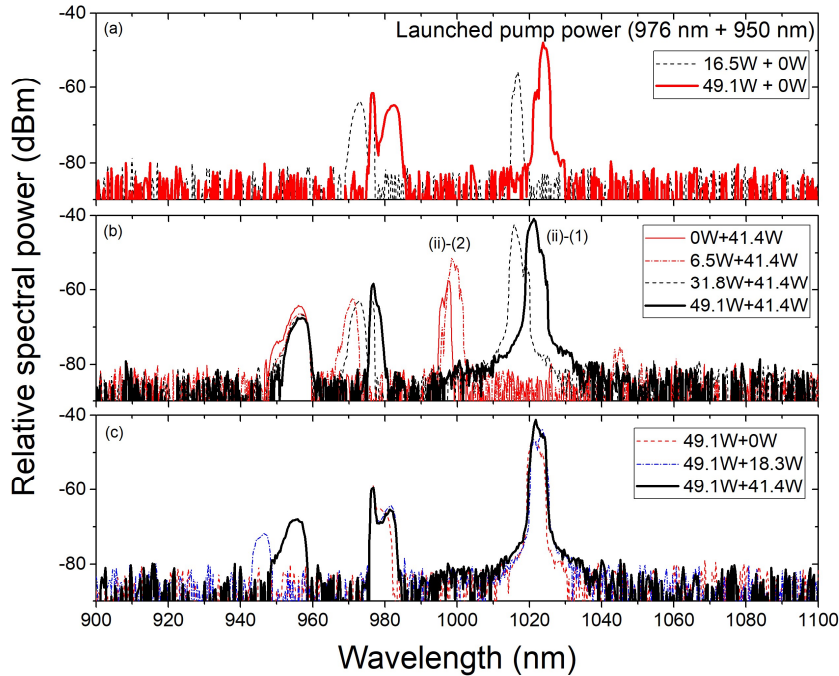 (a)
Launched pump power (976 nm + 950 nm)
16.5W + 0W
49.1W + 0W
-40
-60
-80
(b)
(ii)-(2)
(ii)-(1)
0W+41.4W
6.5W+41.4W
31.8W+41.4W
49.1W+41.4W
-40
-60
-80
(c)
49.1W+0W
49.1W+18.3W
49.1W+41.4W
-40
-60
-80
900 920 940 960 980 1000 1020 1040 1060 1080 1100
Wavelength (nm)
Relative spectral power (dBm)